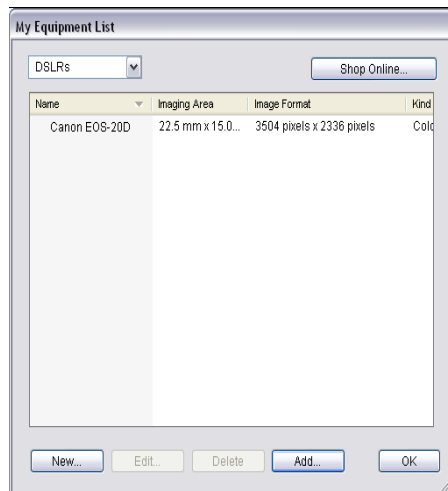 My Equipment List
DSLRs Shop Online...
Name Imaging Area Image Format Kind
Canon EOS-20D 22.5 mm x 15.0... 3504 pixels x 2336 pixels Colo
New... Edit... Delete Add... OK